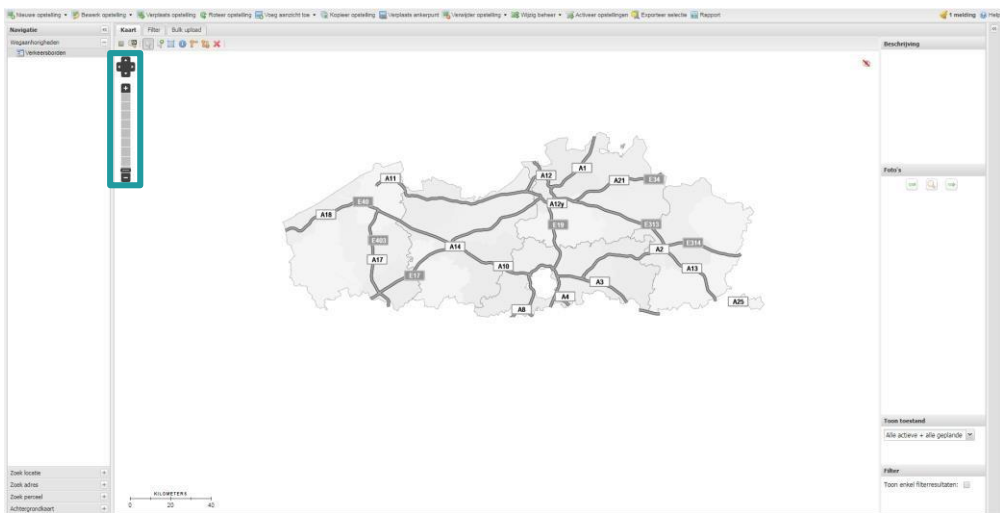 Nieuwe opstelling Bewerk opstelling Verplaats opstelling Roteer opstelling Voeg aanzicht toe Kopieer opstelling Verplaats ankerpunt Verwijder opstelling Wijzig beheer Activeer opstellingen Exporteer selectie Rapport 1 melding Help
Navigatie
Kaart Filter Bulk upload
Wegaanhorigheden
Verkeersborden
Beschrijving
Foto's
A1
A12
A11
A21 E34
E40
A12y
A18
E19
E313
E403
A14
E314
A2
A17
A10
A13
E17
A3
A4
A25
A8
Toon toestand
Alle actieve + alle geplande
Zoek locatie
Filter
Zoek adres
Toon enkel filterresultaten:
Zoek perceel
KILOMETERS
0 20 40
Achtergrondkaart